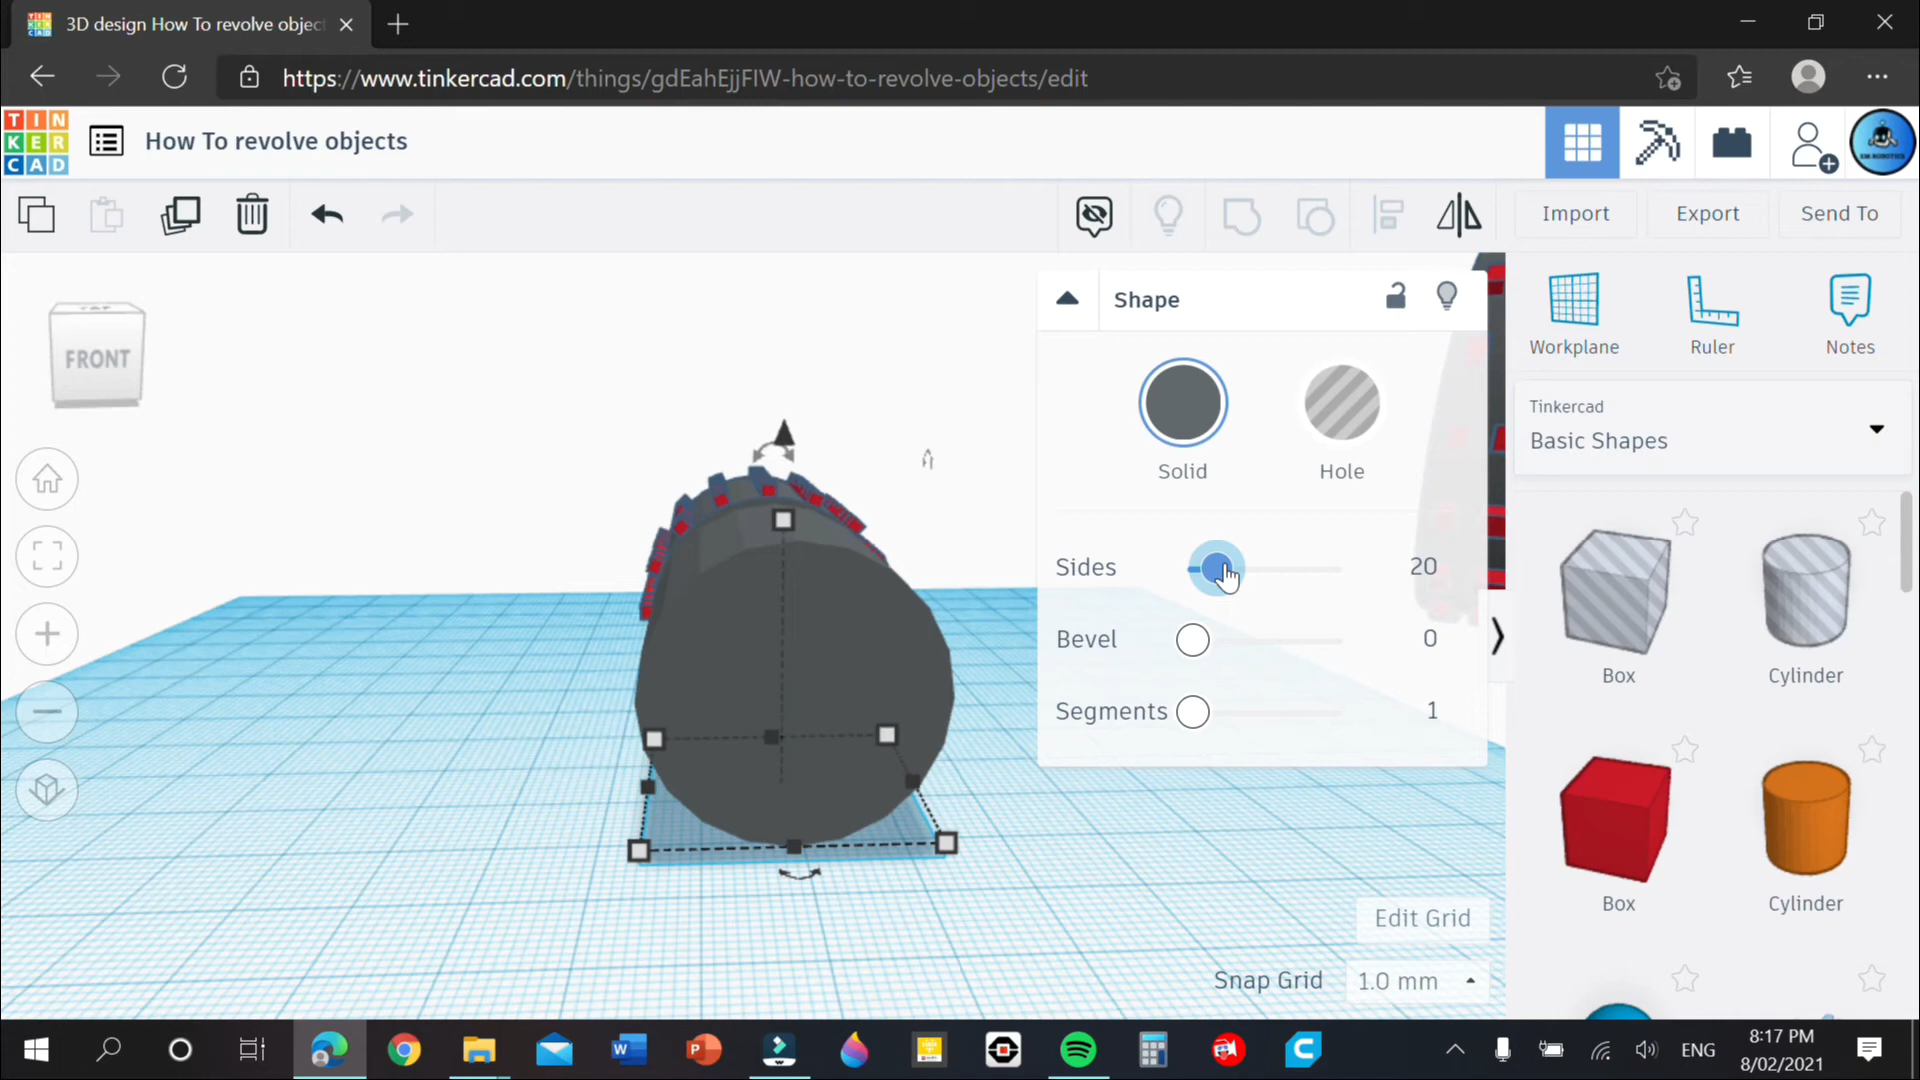 3D design How To revolve objec
https://www.tinkercad.com/things/gdEahEjjFIW-how-to-revolve-objects/edit
TIN
KER
CAD
How To revolve objects
Import
Export
Send To
Shape
FRONT
Workplane
Ruler
Notes
Tinkercad
Basic Shapes
Solid
Hole
Sides
20
Bevel
0
Segments
1
Box
Cylinder
Box
Cylinder
Edit Grid
Snap Grid
1.0 mm
ENG
8:17 PM
8/02/2021